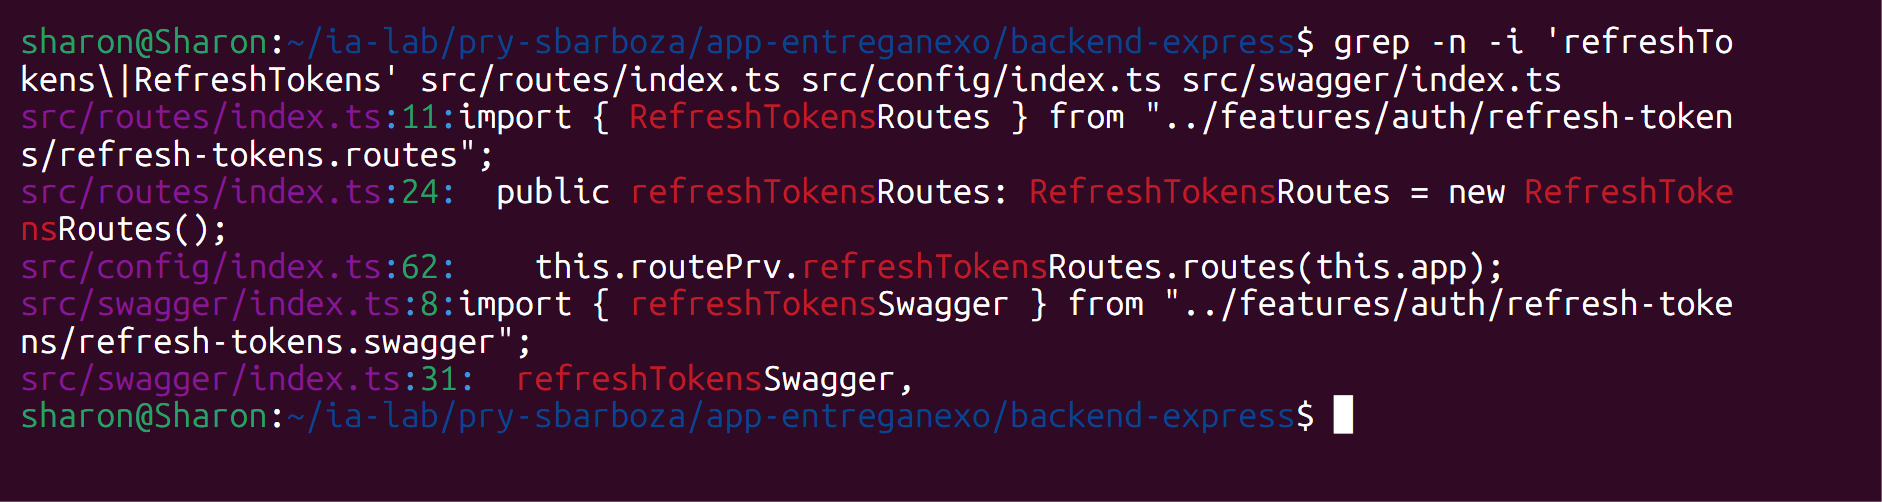 sharon@Sharon:~/ia-lab/pry-sbarboza/app-entreganexo/backend-express$ grep -n -i 'refreshTo
kens\|RefreshTokens' src/routes/index.ts src/config/index.ts src/swagger/index.ts
src/routes/index.ts:11:import { RefreshTokensRoutes } from "../features/auth/refresh-token
s/refresh-tokens.routes";
src/routes/index.ts:24:  public refreshTokensRoutes: RefreshTokensRoutes = new RefreshToke
nsRoutes();
src/config/index.ts:62:    this.routePrv.refreshTokensRoutes.routes(this.app);
src/swagger/index.ts:8:import { refreshTokensSwagger } from "../features/auth/refresh-toke
ns/refresh-tokens.swagger";
src/swagger/index.ts:31:  refreshTokensSwagger,
sharon@Sharon:~/ia-lab/pry-sbarboza/app-entreganexo/backend-express$